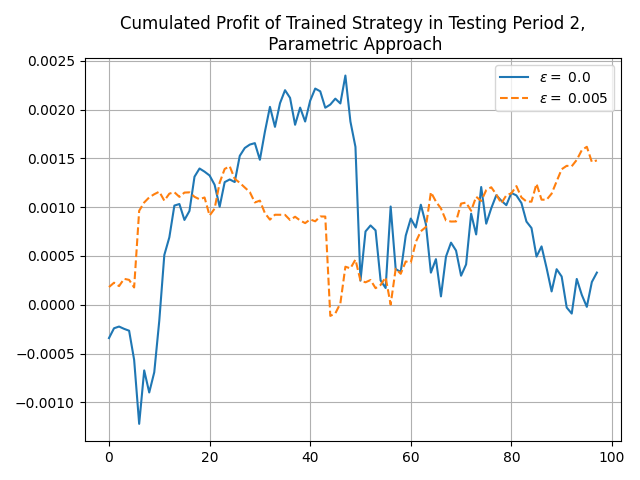 Cumulated Profit of Trained Strategy in Testing Period 2,
Parametric Approach
0.0025
0.0020
0.0015
0.0010
0.0005
0.0000
−0.0005
−0.0010
0 20 40 60 80 100
ε = 0.0
ε = 0.005